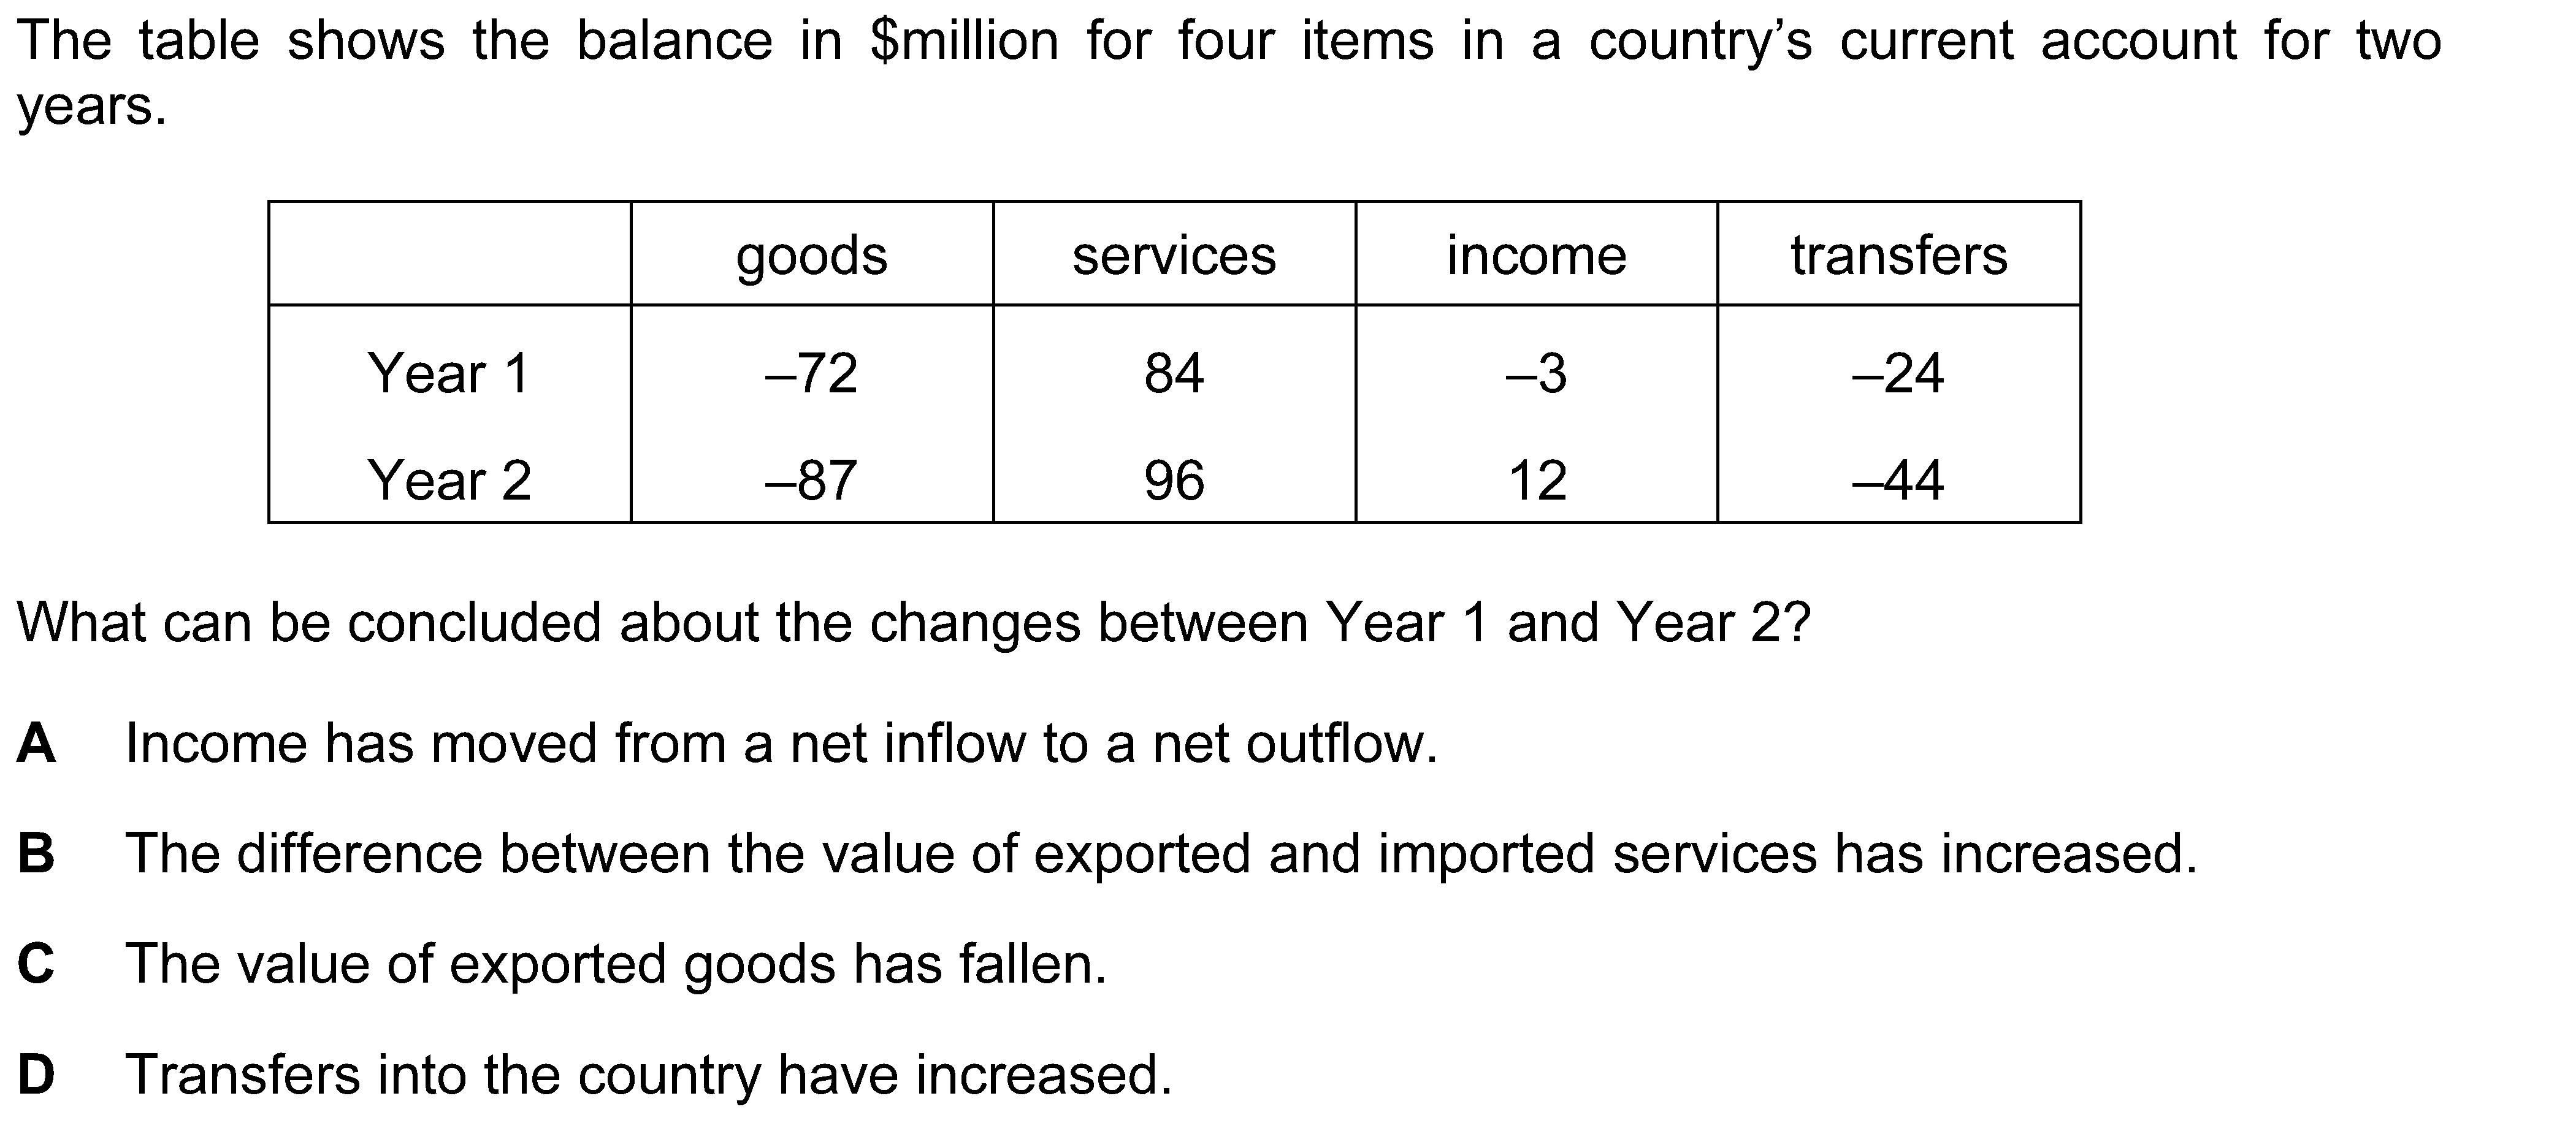 The table shows the balance in $million for four items in a country’s current account for two
years.
goods services income transfers
Year 1 –72 84 –3 –24
Year 2 –87 96 12 –44
What can be concluded about the changes between Year 1 and Year 2?
A Income has moved from a net inflow to a net outflow.
B The difference between the value of exported and imported services has increased.
C The value of exported goods has fallen.
D Transfers into the country have increased.